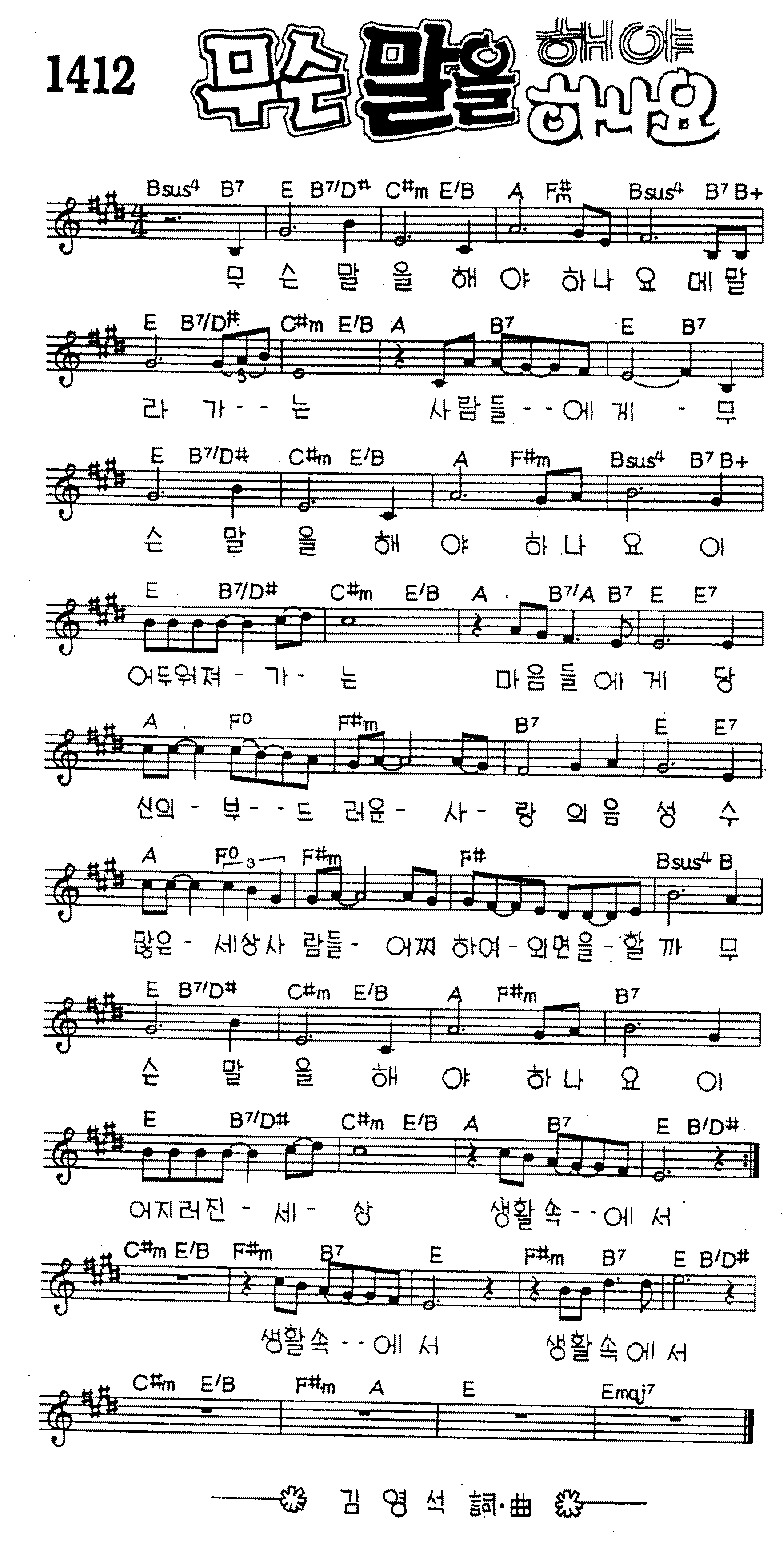 1412
무슨 말을 해야
하나요
Bsus4 B7 E B7/D# C#m E/B A F#m Bsus4 B7 B+
4/4
무 슨 말 을 해 야 하 나 요 메 말
E B7/D# C#m E/B A B7 E B7
3
라 가 - - 는 사 람 들 - - 에 게 - 무
E B7/D# C#m E/B A F#m Bsus4 B7 B+
슨 말 을 해 야 하 나 요 이
E B7/D# C#m E/B A B7/A B7 E E7
어두워져 - 가 - 는 마 음 들 에 게 당
A F0 F#m B7 E E7
신의 - 부 - - 드 러운 - 사 - 랑 의 음 성 수
A F0 3 F#m F# Bsus4 B
많은 - 세상사 람들 - 어찌 하여 - 외면을 - 할 까 무
E B7/D# C#m E/B A F#m B7
슨 말 을 해 야 하 나 요 이
E B7/D# C#m E/B A B7 E B/D#
어지러진 - 세 - 상 생활 속 - - 에 서
C#m E/B F#m B7 E F#m B7 E B/D#
생활 속 - - 에 서 생활 속 에 서
C#m E/B F#m A E Emaj7
김 영 석 詞·曲